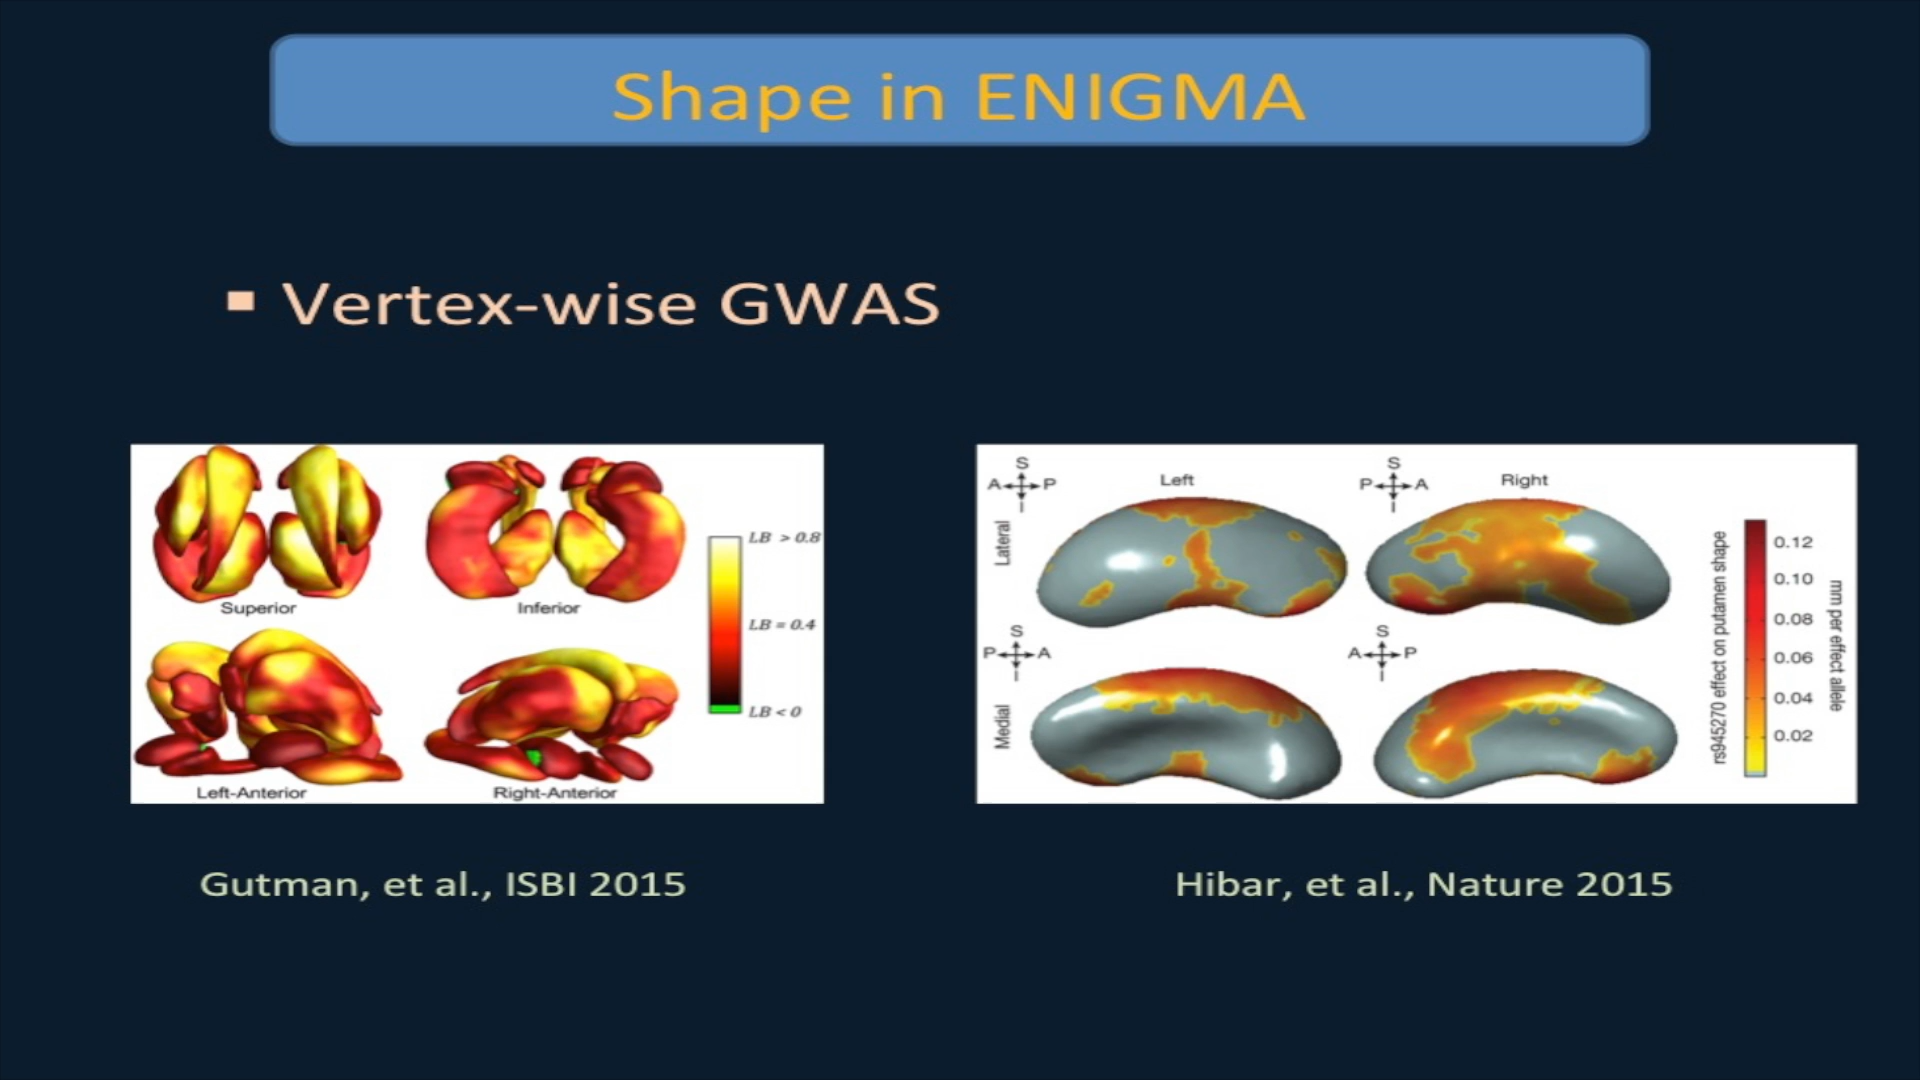 Shape in ENIGMA
▪ Vertex-wise GWAS
Superior
Inferior
Left-Anterior
Right-Anterior
LB > 0.8
LB = 0.4
LB < 0
S
A P
I
Left
S
P A
I
Right
Lateral
S
P A
I
S
A P
I
Medial
rs945270 effect on putamen shape
0.12
0.10
0.08
0.06
0.04
0.02
mm per effect allele
Gutman, et al., ISBI 2015
Hibar, et al., Nature 2015